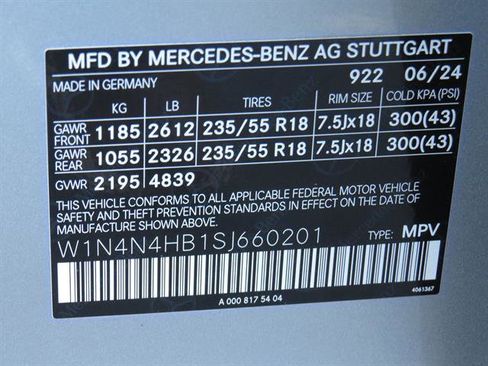 MFD BY MERCEDES-BENZ AG STUTTGART
922 06/24
MADE IN GERMANY
KG LB TIRES RIM SIZE COLD KPA(PSI)
GAWR FRONT 1185 2612 235/55 R18 7.5Jx18 300(43)
GAWR REAR 1055 2326 235/55 R18 7.5Jx18 300(43)
GVWR 2195 4839
THIS VEHICLE CONFORMS TO ALL APPLICABLE FEDERAL MOTOR VEHICLE
SAFETY AND THEFT PREVENTION STANDARDS IN EFFECT ON THE
DATE OF MANUFACTURE SHOWN ABOVE.
W1N4N4HB1SJ660201 TYPE: MPV
A 000 817 54 04
4061367